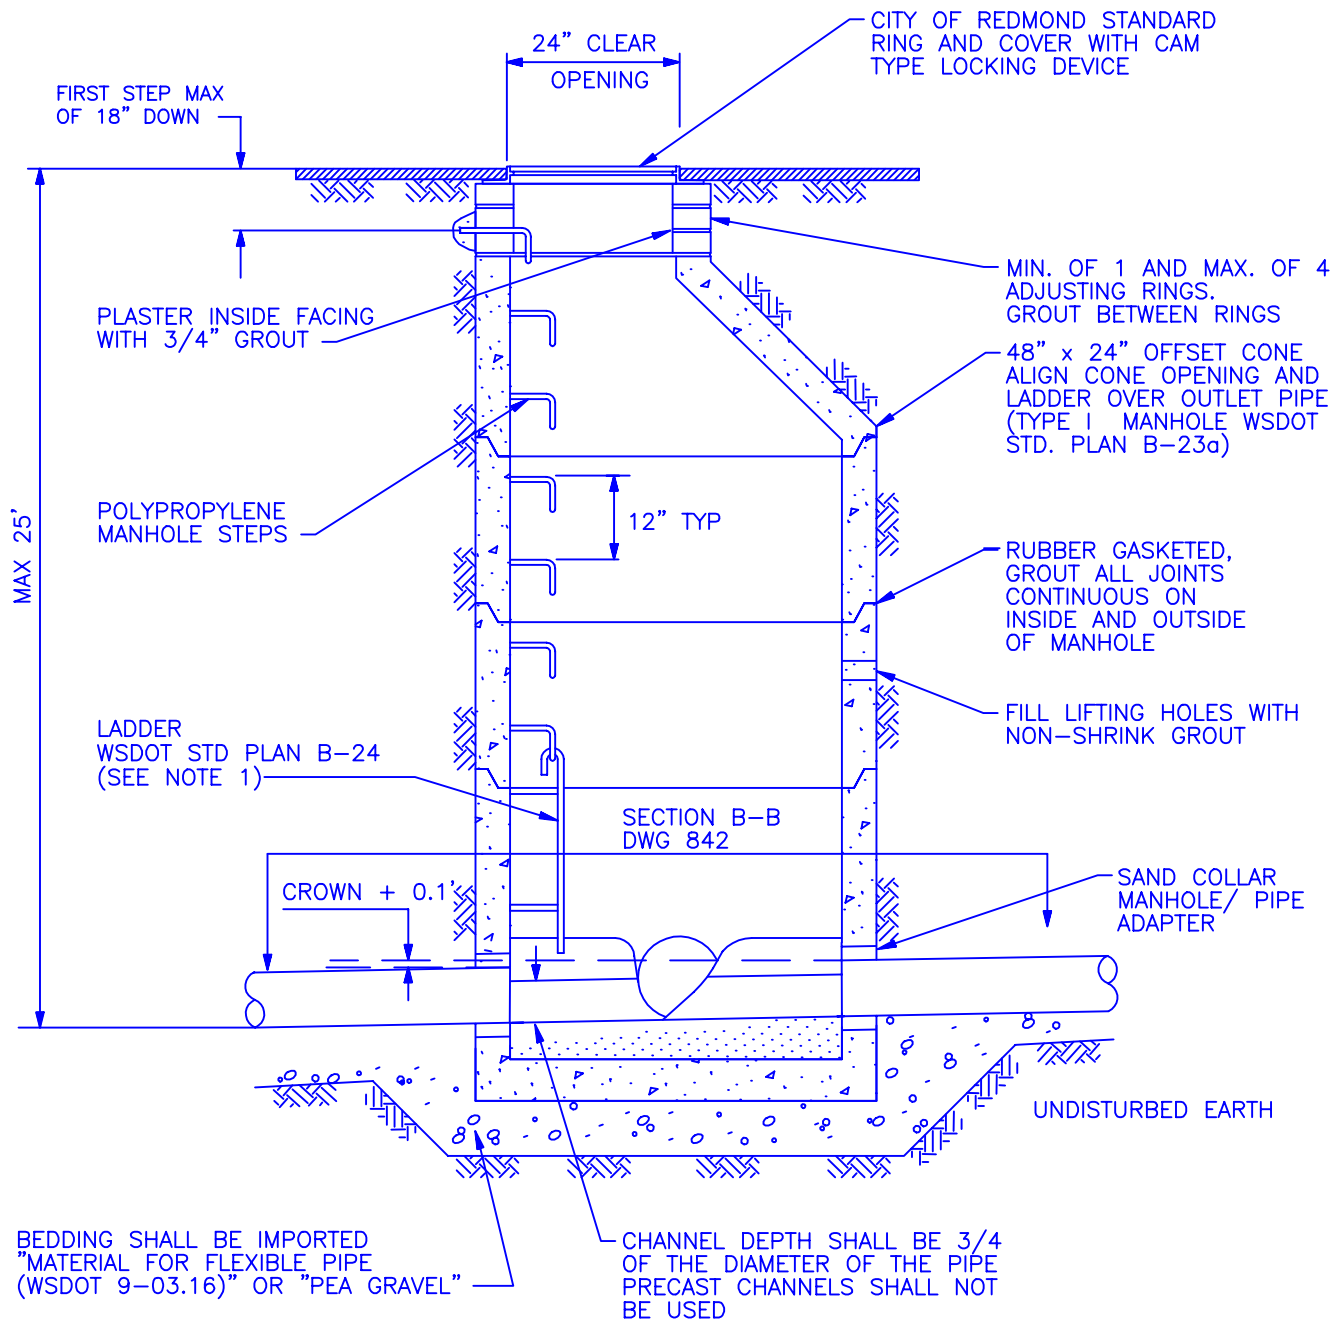 CITY OF REDMOND STANDARD
RING AND COVER WITH CAM
TYPE LOCKING DEVICE
24" CLEAR
OPENING
FIRST STEP MAX
OF 18" DOWN
MIN. OF 1 AND MAX. OF 4
ADJUSTING RINGS.
GROUT BETWEEN RINGS
PLASTER INSIDE FACING
WITH 3/4" GROUT
48" x 24" OFFSET CONE
ALIGN CONE OPENING AND
LADDER OVER OUTLET PIPE
(TYPE I MANHOLE WSDOT
STD. PLAN B-23a)
POLYPROPYLENE
MANHOLE STEPS
12" TYP
MAX 25'
RUBBER GASKETED,
GROUT ALL JOINTS
CONTINUOUS ON
INSIDE AND OUTSIDE
OF MANHOLE
FILL LIFTING HOLES WITH
NON-SHRINK GROUT
LADDER
WSDOT STD PLAN B-24
(SEE NOTE 1)
SECTION B-B
DWG 842
CROWN + 0.1'
SAND COLLAR
MANHOLE/ PIPE
ADAPTER
UNDISTURBED EARTH
BEDDING SHALL BE IMPORTED
"MATERIAL FOR FLEXIBLE PIPE
(WSDOT 9-03.16)" OR "PEA GRAVEL"
CHANNEL DEPTH SHALL BE 3/4
OF THE DIAMETER OF THE PIPE
PRECAST CHANNELS SHALL NOT
BE USED